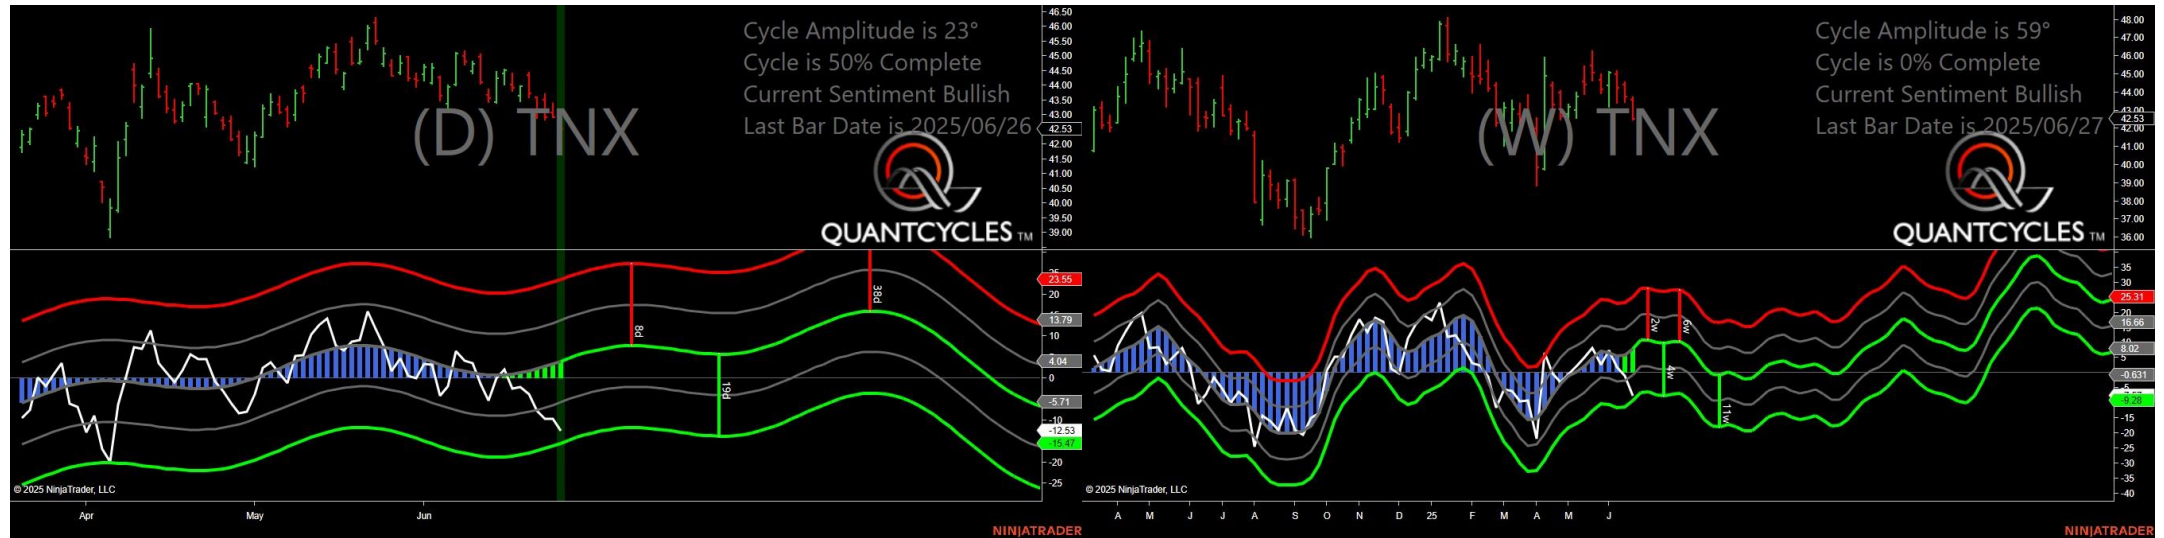 Cycle Amplitude is 23°
Cycle is 50% Complete
Current Sentiment Bullish
Last Bar Date is 2025/06/26
(D) TNX
QUANTCYCLES TM
46.50
46.00
45.50
45.00
44.50
44.00
43.50
43.00
42.53
42.00
41.50
41.00
40.50
40.00
39.50
39.00
23.55
20
13.79
10
4.04
0
-5.71
-10
-12.53
-15.47
-20
-25
8d
19d
38d
© 2025 NinjaTrader, LLC
Apr
May
Jun
NINJATRADER
Cycle Amplitude is 59°
Cycle is 0% Complete
Current Sentiment Bullish
Last Bar Date is 2025/06/27
(W) TNX
QUANTCYCLES TM
48.00
47.00
46.00
45.00
44.00
43.00
42.53
42.00
41.00
40.00
39.00
38.00
37.00
36.00
35
30
25.31
20
16.66
8.02
-0.631
-5
-9.28
-15
-20
-25
-30
-35
-40
2w
6w
4w
11w
© 2025 NinjaTrader, LLC
A M J J A S O N D 25 F M A M J
NINJATRADER